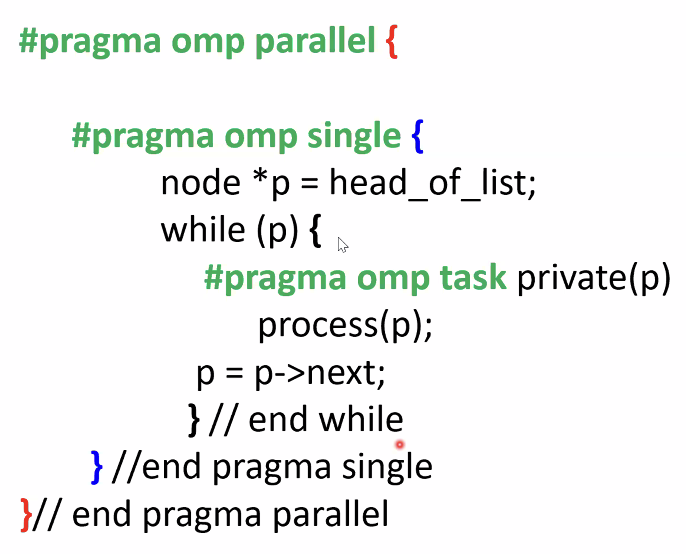 #pragma omp parallel {
#pragma omp single {
node *p = head_of_list;
while (p) {
#pragma omp task private(p)
process(p);
p = p->next;
} // end while
} //end pragma single
}// end pragma parallel